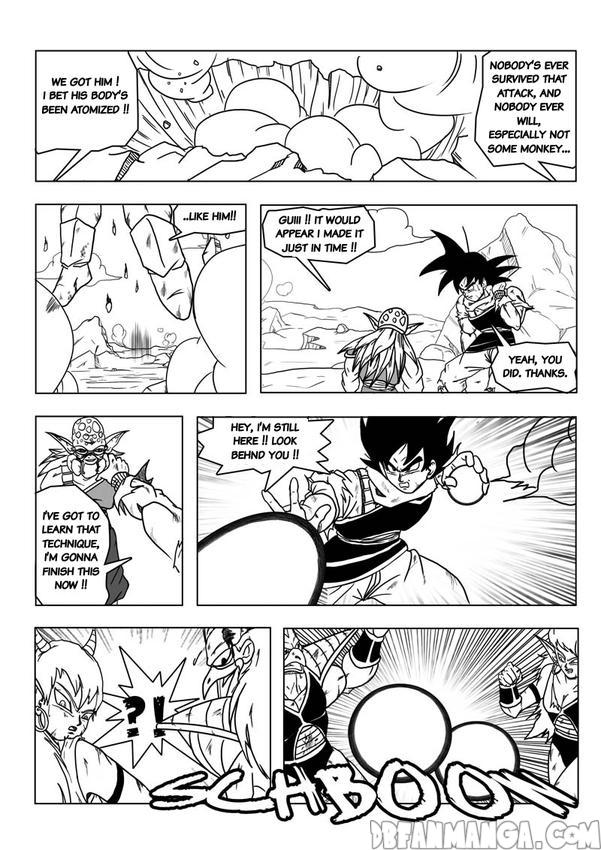 WE GOT HIM !
I BET HIS BODY'S
BEEN ATOMIZED !!
NOBODY'S EVER
SURVIVED THAT
ATTACK, AND
NOBODY EVER
WILL,
ESPECIALLY NOT
SOME MONKEY...
..LIKE HIM!!
GUIII !! IT WOULD
APPEAR I MADE IT
JUST IN TIME !!
YEAH, YOU
DID. THANKS.
I'VE GOT TO
LEARN THAT
TECHNIQUE,
I'M GONNA
FINISH THIS
NOW !!
HEY, I'M STILL
HERE !! LOOK
BEHND YOU !!
?!
SCHBOOM
DBFANMANGA.COM